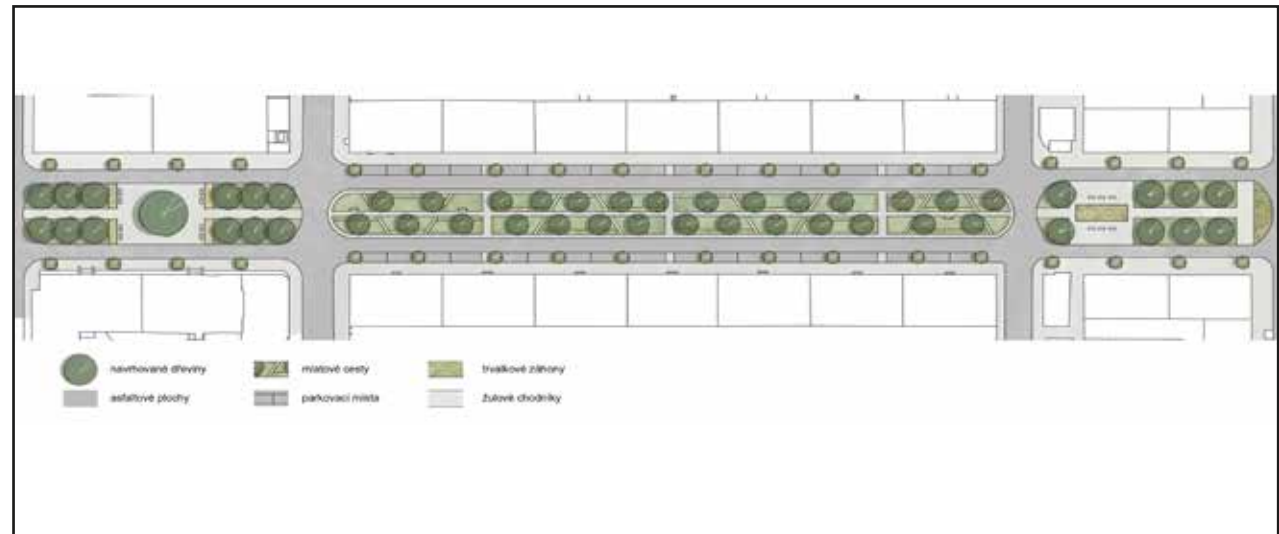 navrhované dřeviny
mlatové cesty
trvalkové záhony
asfaltové plochy
parkovací místa
žulové chodníky